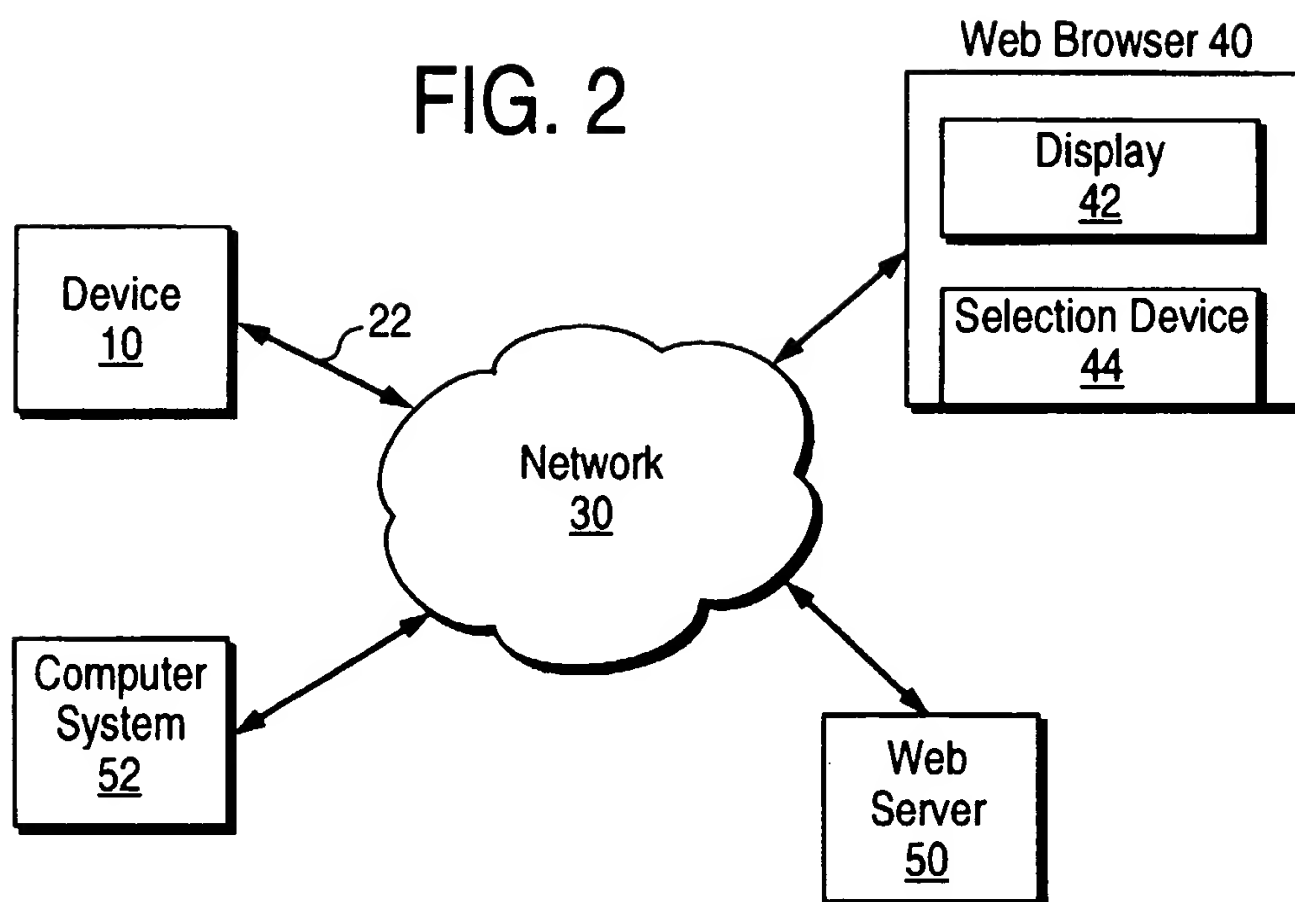 FIG. 2
Web Browser 40
Display
42
Selection Device
44
Device
10
22
Network
30
Computer
System
52
Web
Server
50